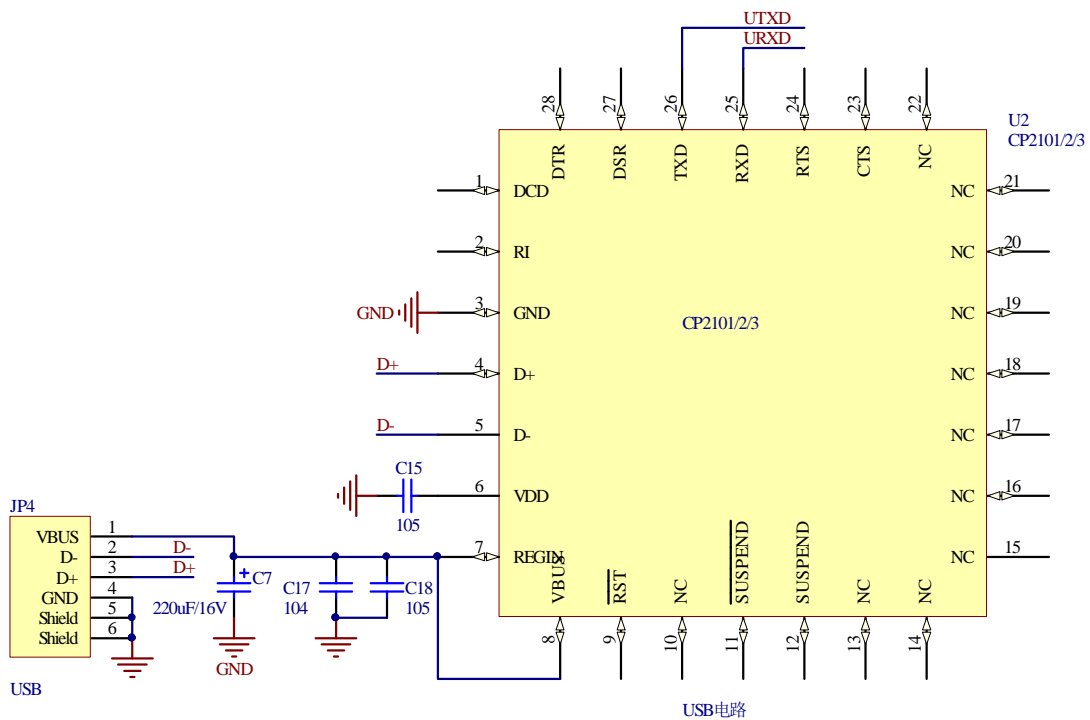 UTXD
URXD
28
27
26
25
24
23
22
U2
CP2101/2/3
DTR
DSR
TXD
RXD
RTS
CTS
NC
1
DCD
NC
21
2
RI
NC
20
GND
3
GND
NC
19
CP2101/2/3
D+
4
D+
NC
18
D-
5
D-
NC
17
C15
6
VDD
NC
16
105
JP4
7
REGIN
NC
15
VBUS
RST
NC
SUSPEND
SUSPEND
NC
NC
8
9
10
11
12
13
14
VBUS
1
D-
2
D-
D+
3
D+
GND
4
Shield
5
Shield
6
C7
220uF/16V
GND
C17
104
C18
105
USB
USB电路